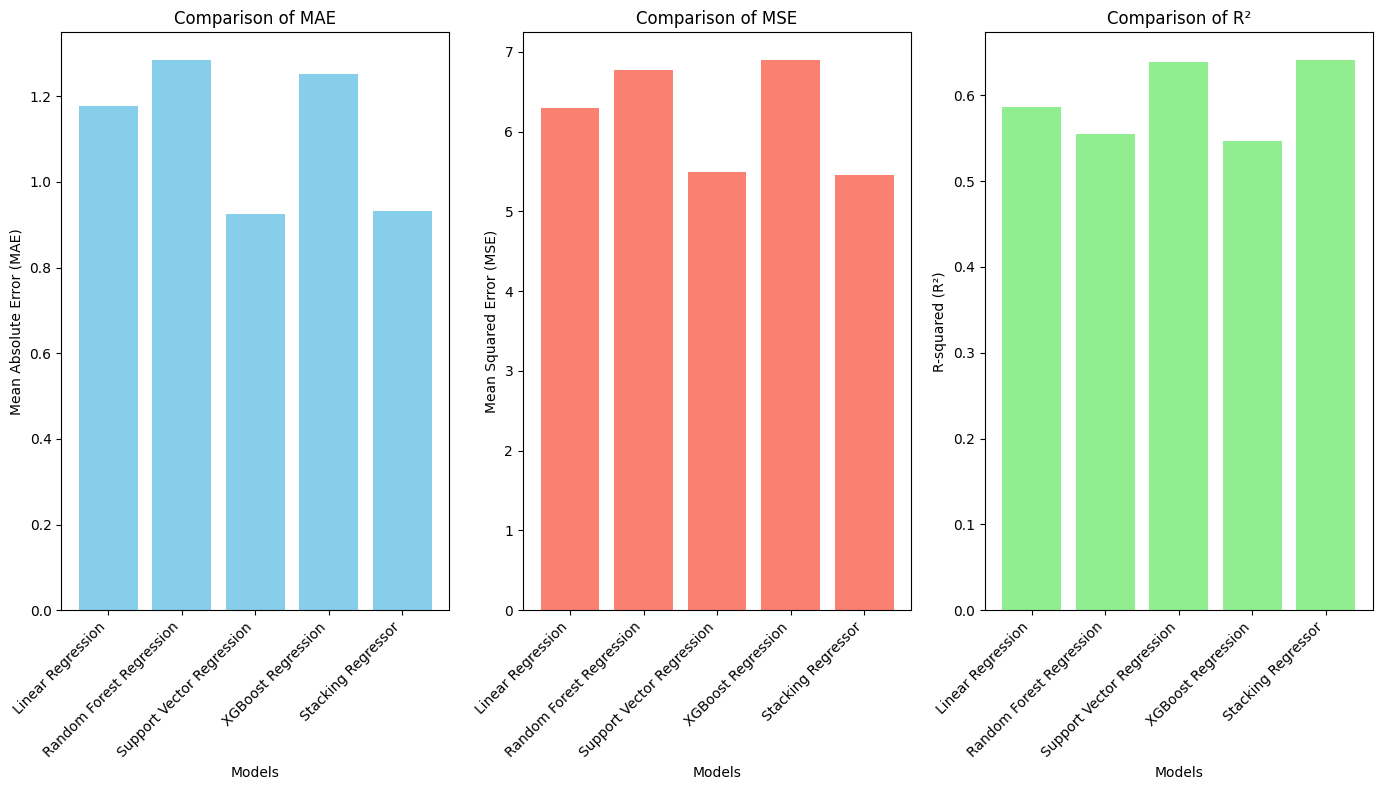 Comparison of MAE
Mean Absolute Error (MAE)
1.2
1.0
0.8
0.6
0.4
0.2
0.0
Linear Regression
Random Forest Regression
Support Vector Regression
XGBoost Regression
Stacking Regressor
Models
Comparison of MSE
Mean Squared Error (MSE)
7
6
5
4
3
2
1
0
Linear Regression
Random Forest Regression
Support Vector Regression
XGBoost Regression
Stacking Regressor
Models
Comparison of R²
R-squared (R²)
0.6
0.5
0.4
0.3
0.2
0.1
0.0
Linear Regression
Random Forest Regression
Support Vector Regression
XGBoost Regression
Stacking Regressor
Models